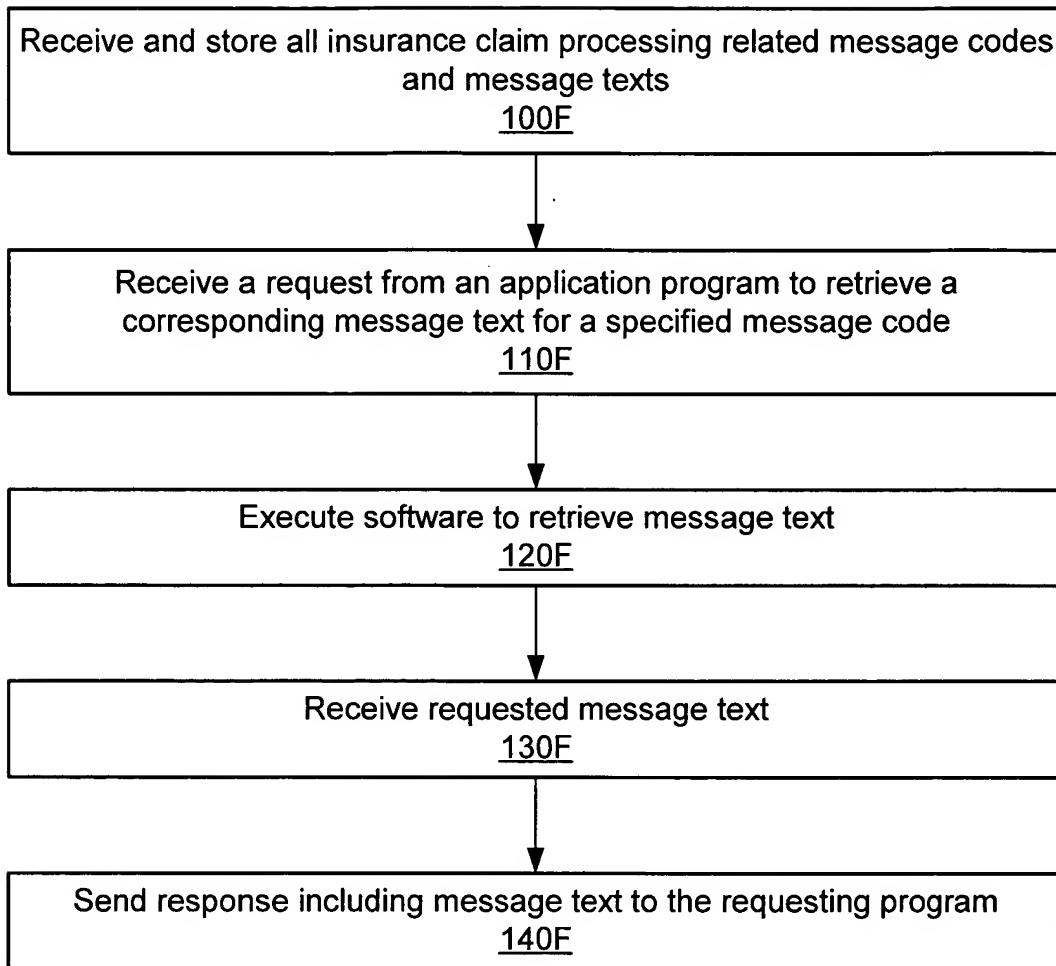 Receive and store all insurance claim processing related message codes
and message texts
100F
Receive a request from an application program to retrieve a
corresponding message text for a specified message code
110F
Execute software to retrieve message text
120F
Receive requested message text
130F
Send response including message text to the requesting program
140F